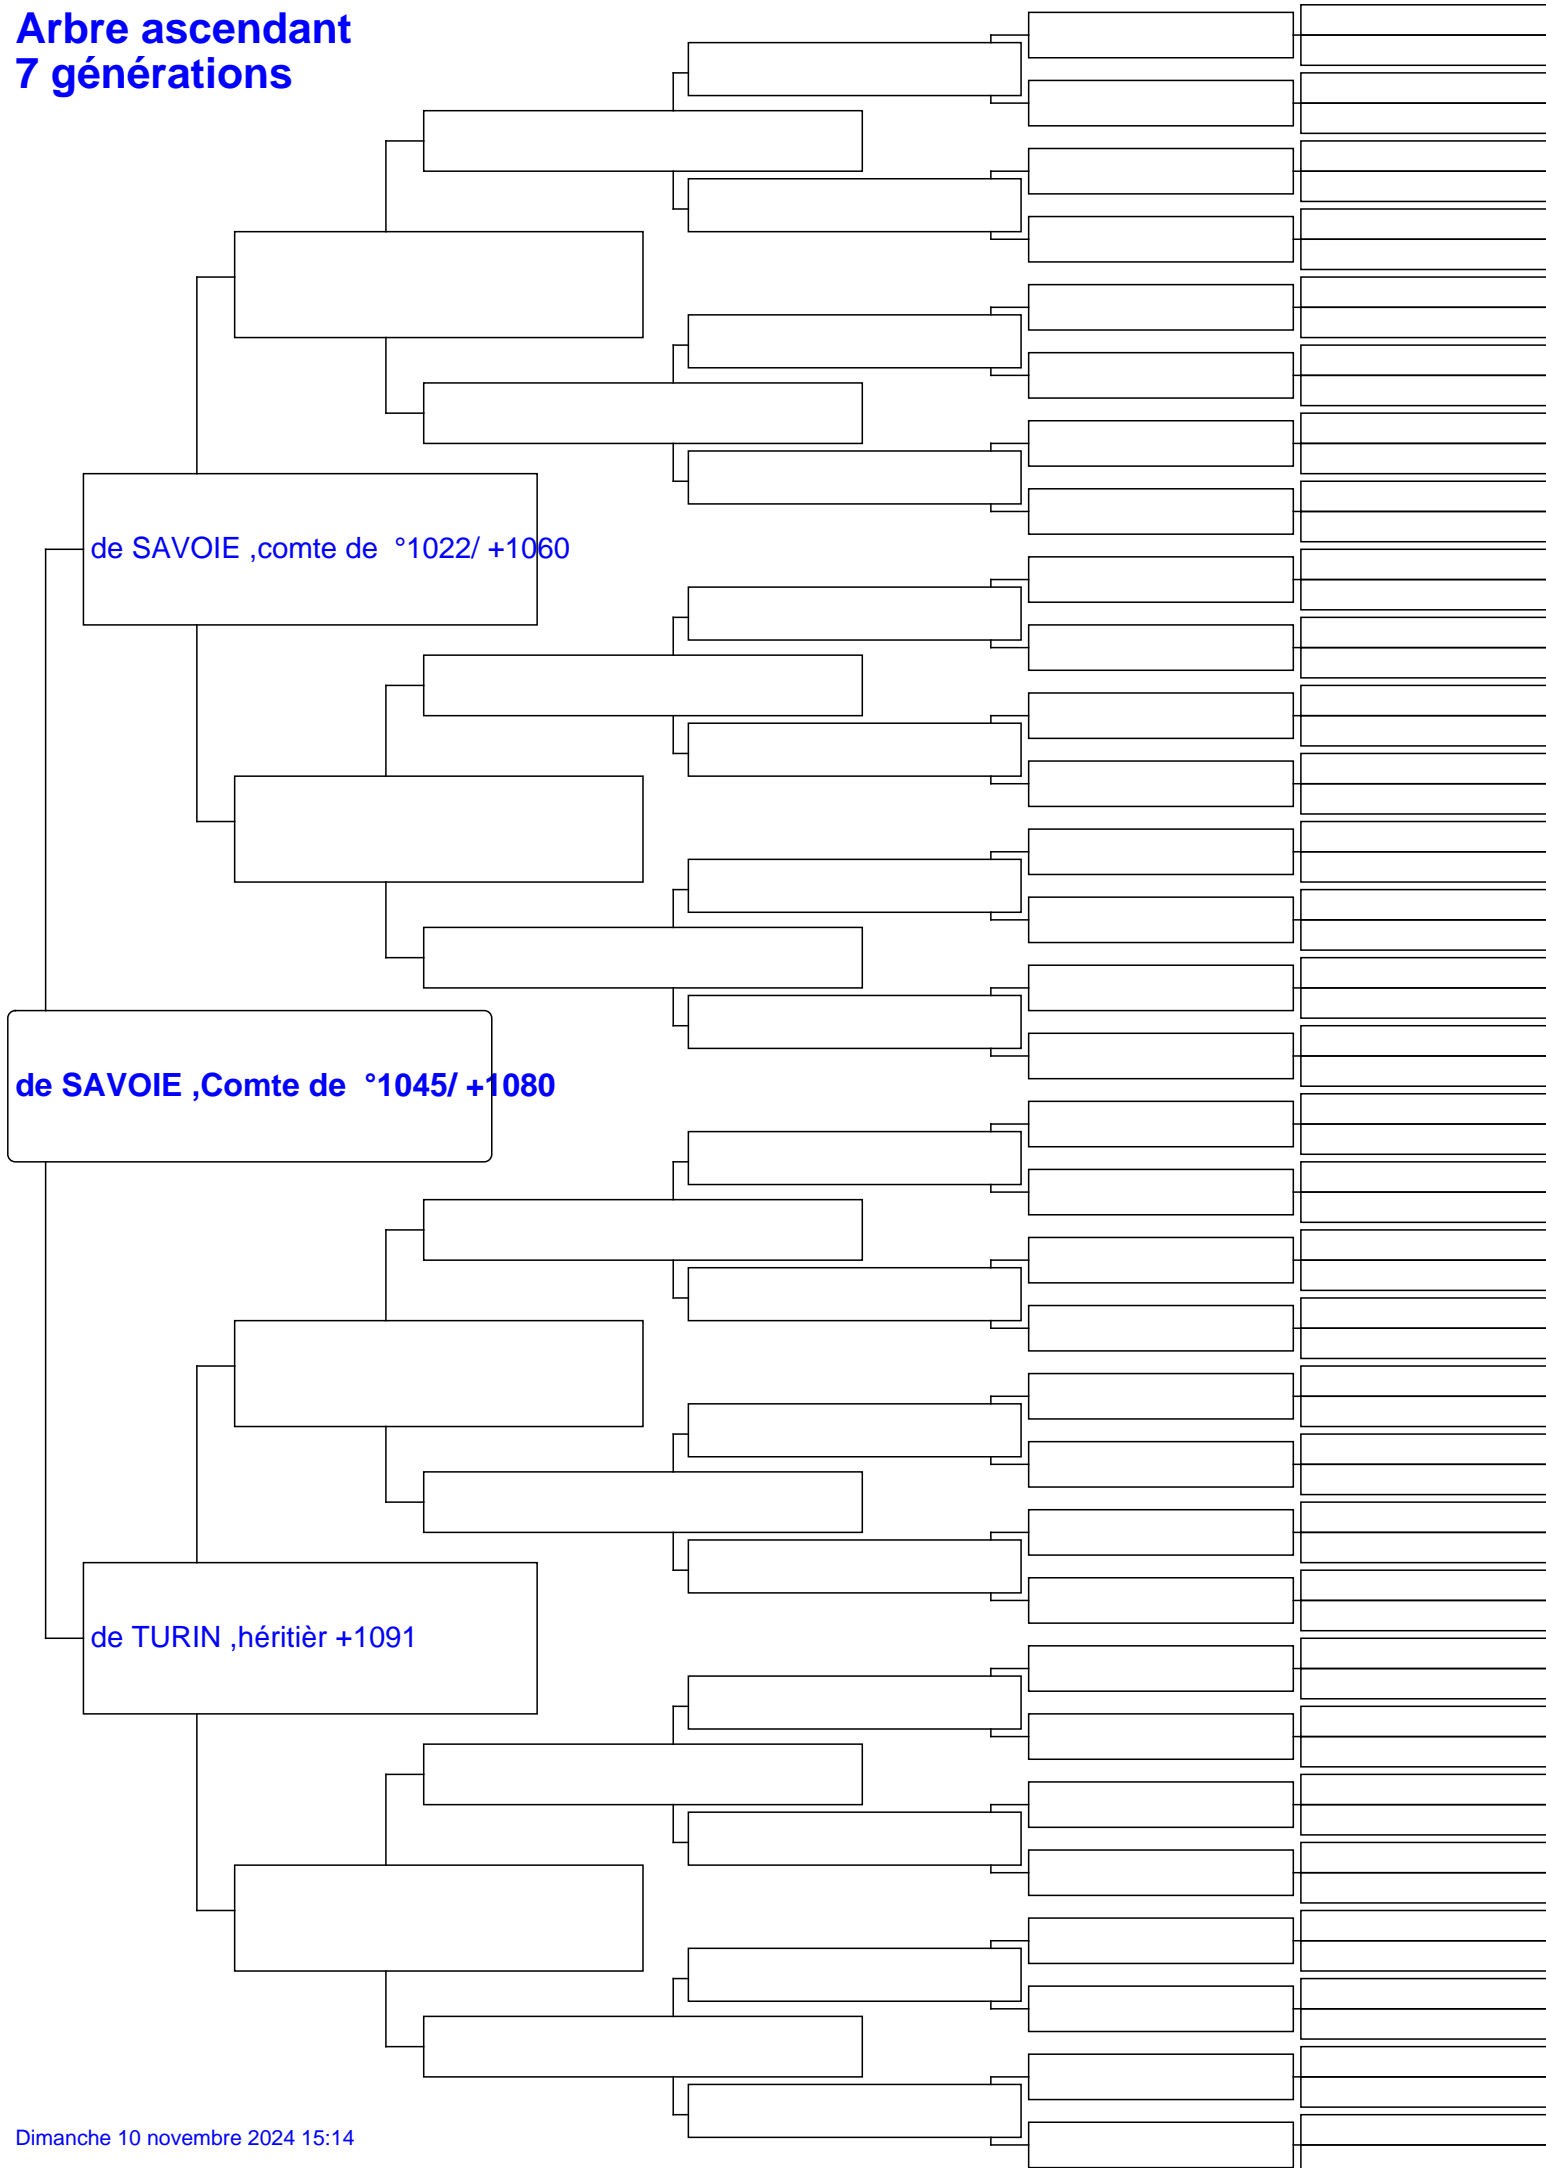 Arbre ascendant
7 générations
de SAVOIE ,comte de  °1022/ +1060
de SAVOIE ,Comte de  °1045/ +1080
de TURIN ,héritièr +1091
Dimanche 10 novembre 2024 15:14